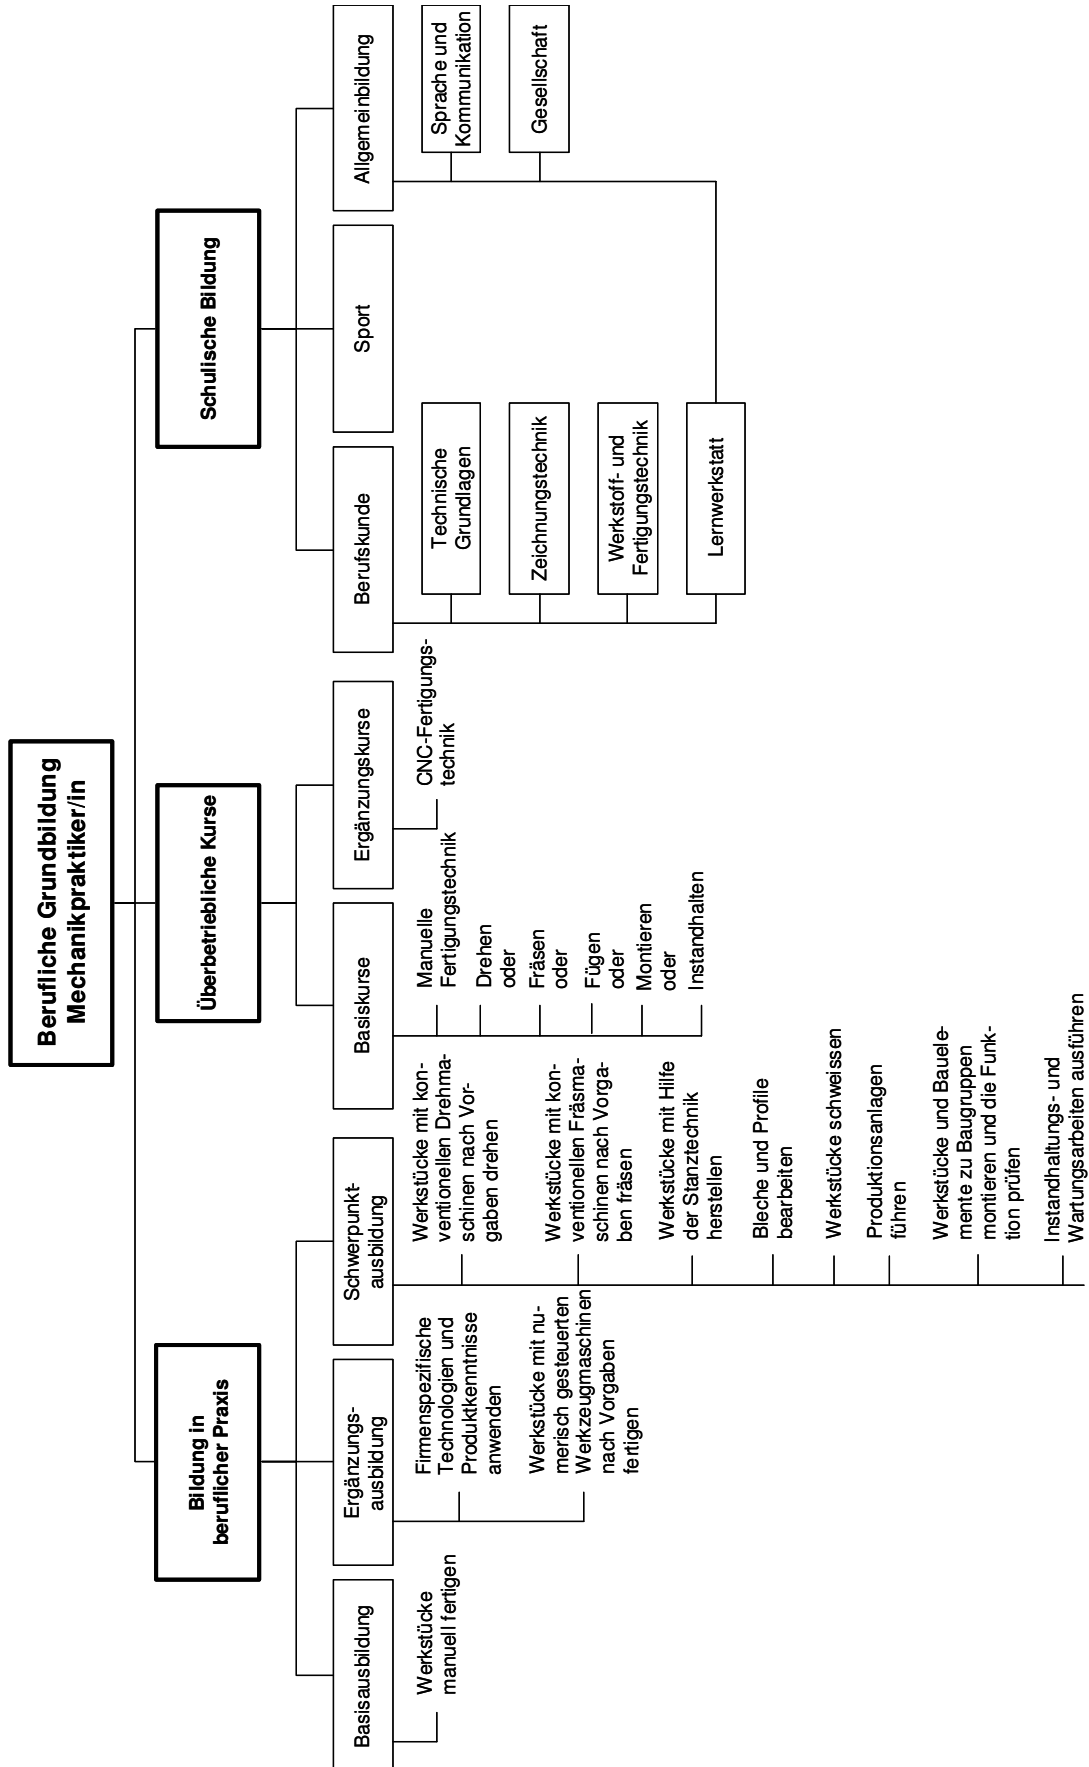 Berufliche Grundbildung
Mechanikpraktiker/in
Bildung in
beruflicher Praxis
Überbetriebliche Kurse
Schulische Bildung
Basisausbildung
Ergänzungs-
ausbildung
Schwerpunkt-
ausbildung
Basiskurse
Ergänzungskurse
Berufskunde
Sport
Allgemeinbildung
Werkstücke
manuell fertigen
Firmenspezifische
Technologien und
Produktkenntnisse
anwenden
Werkstücke mit nu-
merisch gesteuerten
Werkzeugmaschinen
nach Vorgaben
fertigen
Werkstücke mit kon-
ventionellen Drehma-
schinen nach Vor-
gaben drehen
Werkstücke mit kon-
ventionellen Fräsma-
schinen nach Vorga-
ben fräsen
Werkstücke mit Hilfe
der Stanztechnik
herstellen
Bleche und Profile
bearbeiten
Werkstücke schweissen
Produktionsanlagen
führen
Werkstücke und Bauele-
mente zu Baugruppen
montieren und die Funk-
tion prüfen
Instandhaltungs- und
Wartungsarbeiten ausführen
Manuelle
Fertigungstechnik
Drehen
oder
Fräsen
oder
Fügen
oder
Montieren
oder
Instandhalten
CNC-Fertigungs-
technik
Technische
Grundlagen
Zeichnungstechnik
Werkstoff- und
Fertigungstechnik
Lernwerkstatt
Sprache und
Kommunikation
Gesellschaft